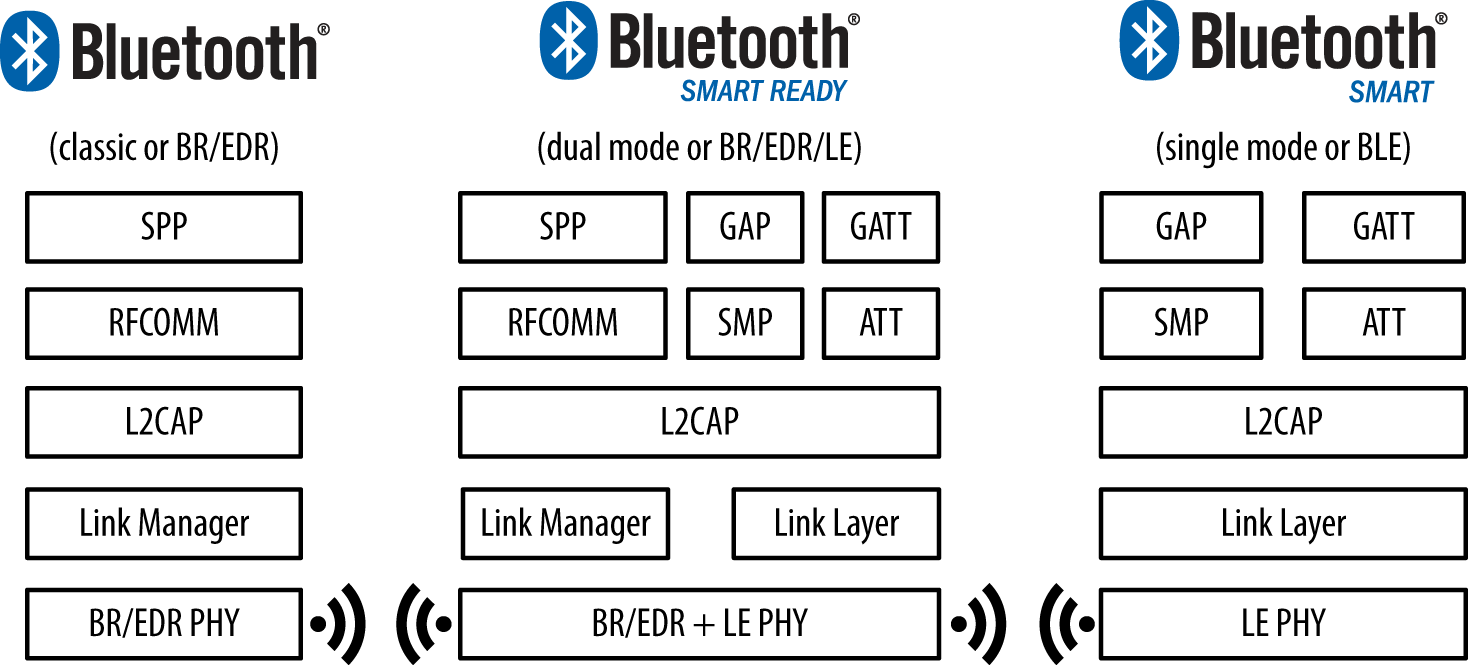 Bluetooth®
(classic or BR/EDR)
SPP
RFCOMM
L2CAP
Link Manager
BR/EDR PHY
Bluetooth®
SMART READY
(dual mode or BR/EDR/LE)
SPP
GAP
GATT
RFCOMM
SMP
ATT
L2CAP
Link Manager
Link Layer
BR/EDR + LE PHY
Bluetooth®
SMART
(single mode or BLE)
GAP
GATT
SMP
ATT
L2CAP
Link Layer
LE PHY